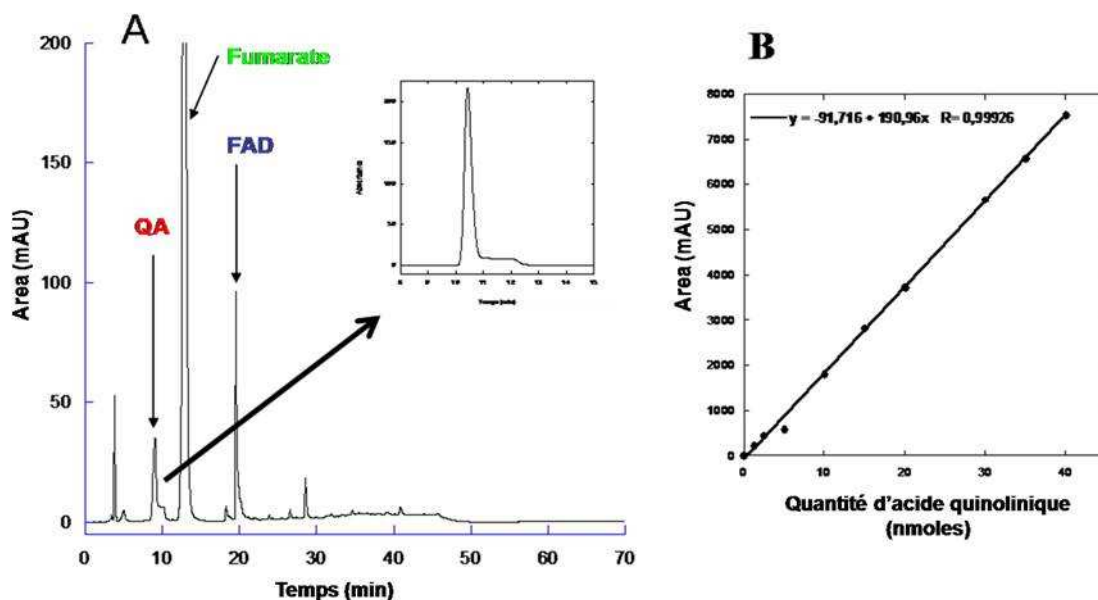 A
200
150
100
50
0
Area (mAU)
Fumarate
FAD
QA
0 10 20 30 40 50 60 70
Temps (min)
Temps (min)
B
8000
7000
6000
5000
4000
3000
2000
1000
0
Area (mAU)
y = -91,716 + 190,96x R= 0,99926
0 10 20 30 40
Quantité d'acide quinolinique
(nmoles)